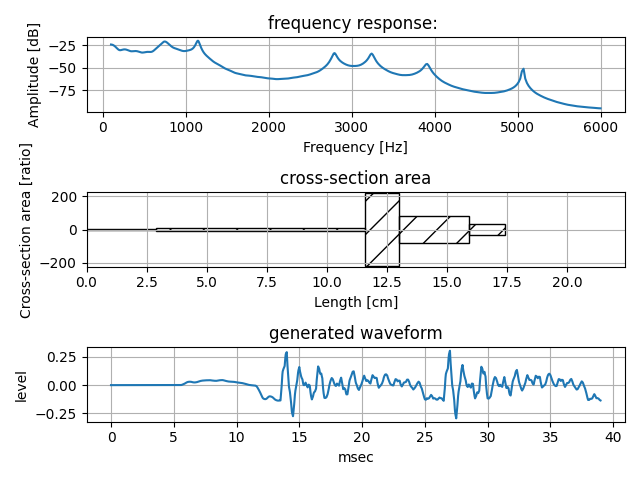 frequency response:
Amplitude [dB]
−25
−50
−75
0 1000 2000 3000 4000 5000 6000
Frequency [Hz]
cross-section area
Cross-section area [ratio]
200
0
−200
0.0 2.5 5.0 7.5 10.0 12.5 15.0 17.5 20.0
Length [cm]
generated waveform
level
0.25
0.00
−0.25
0 5 10 15 20 25 30 35 40
msec